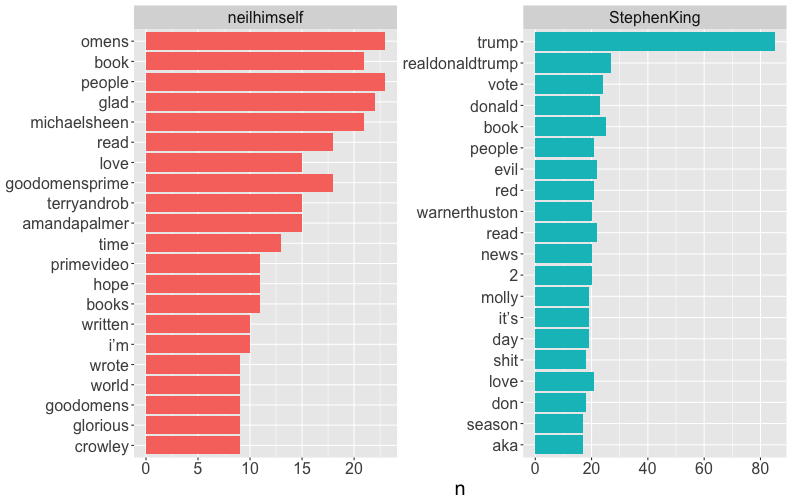 neilhimself
omens
book
people
glad
michaelsheen
read
love
goodomensprime
terryandrob
amandapalmer
time
primevideo
hope
books
written
i’m
wrote
world
goodomens
glorious
crowley
0 5 10 15 20
StephenKing
trump
realdonaldtrump
vote
donald
book
people
evil
red
warnerthuston
read
news
2
molly
it’s
day
shit
love
don
season
aka
0 20 40 60 80
n